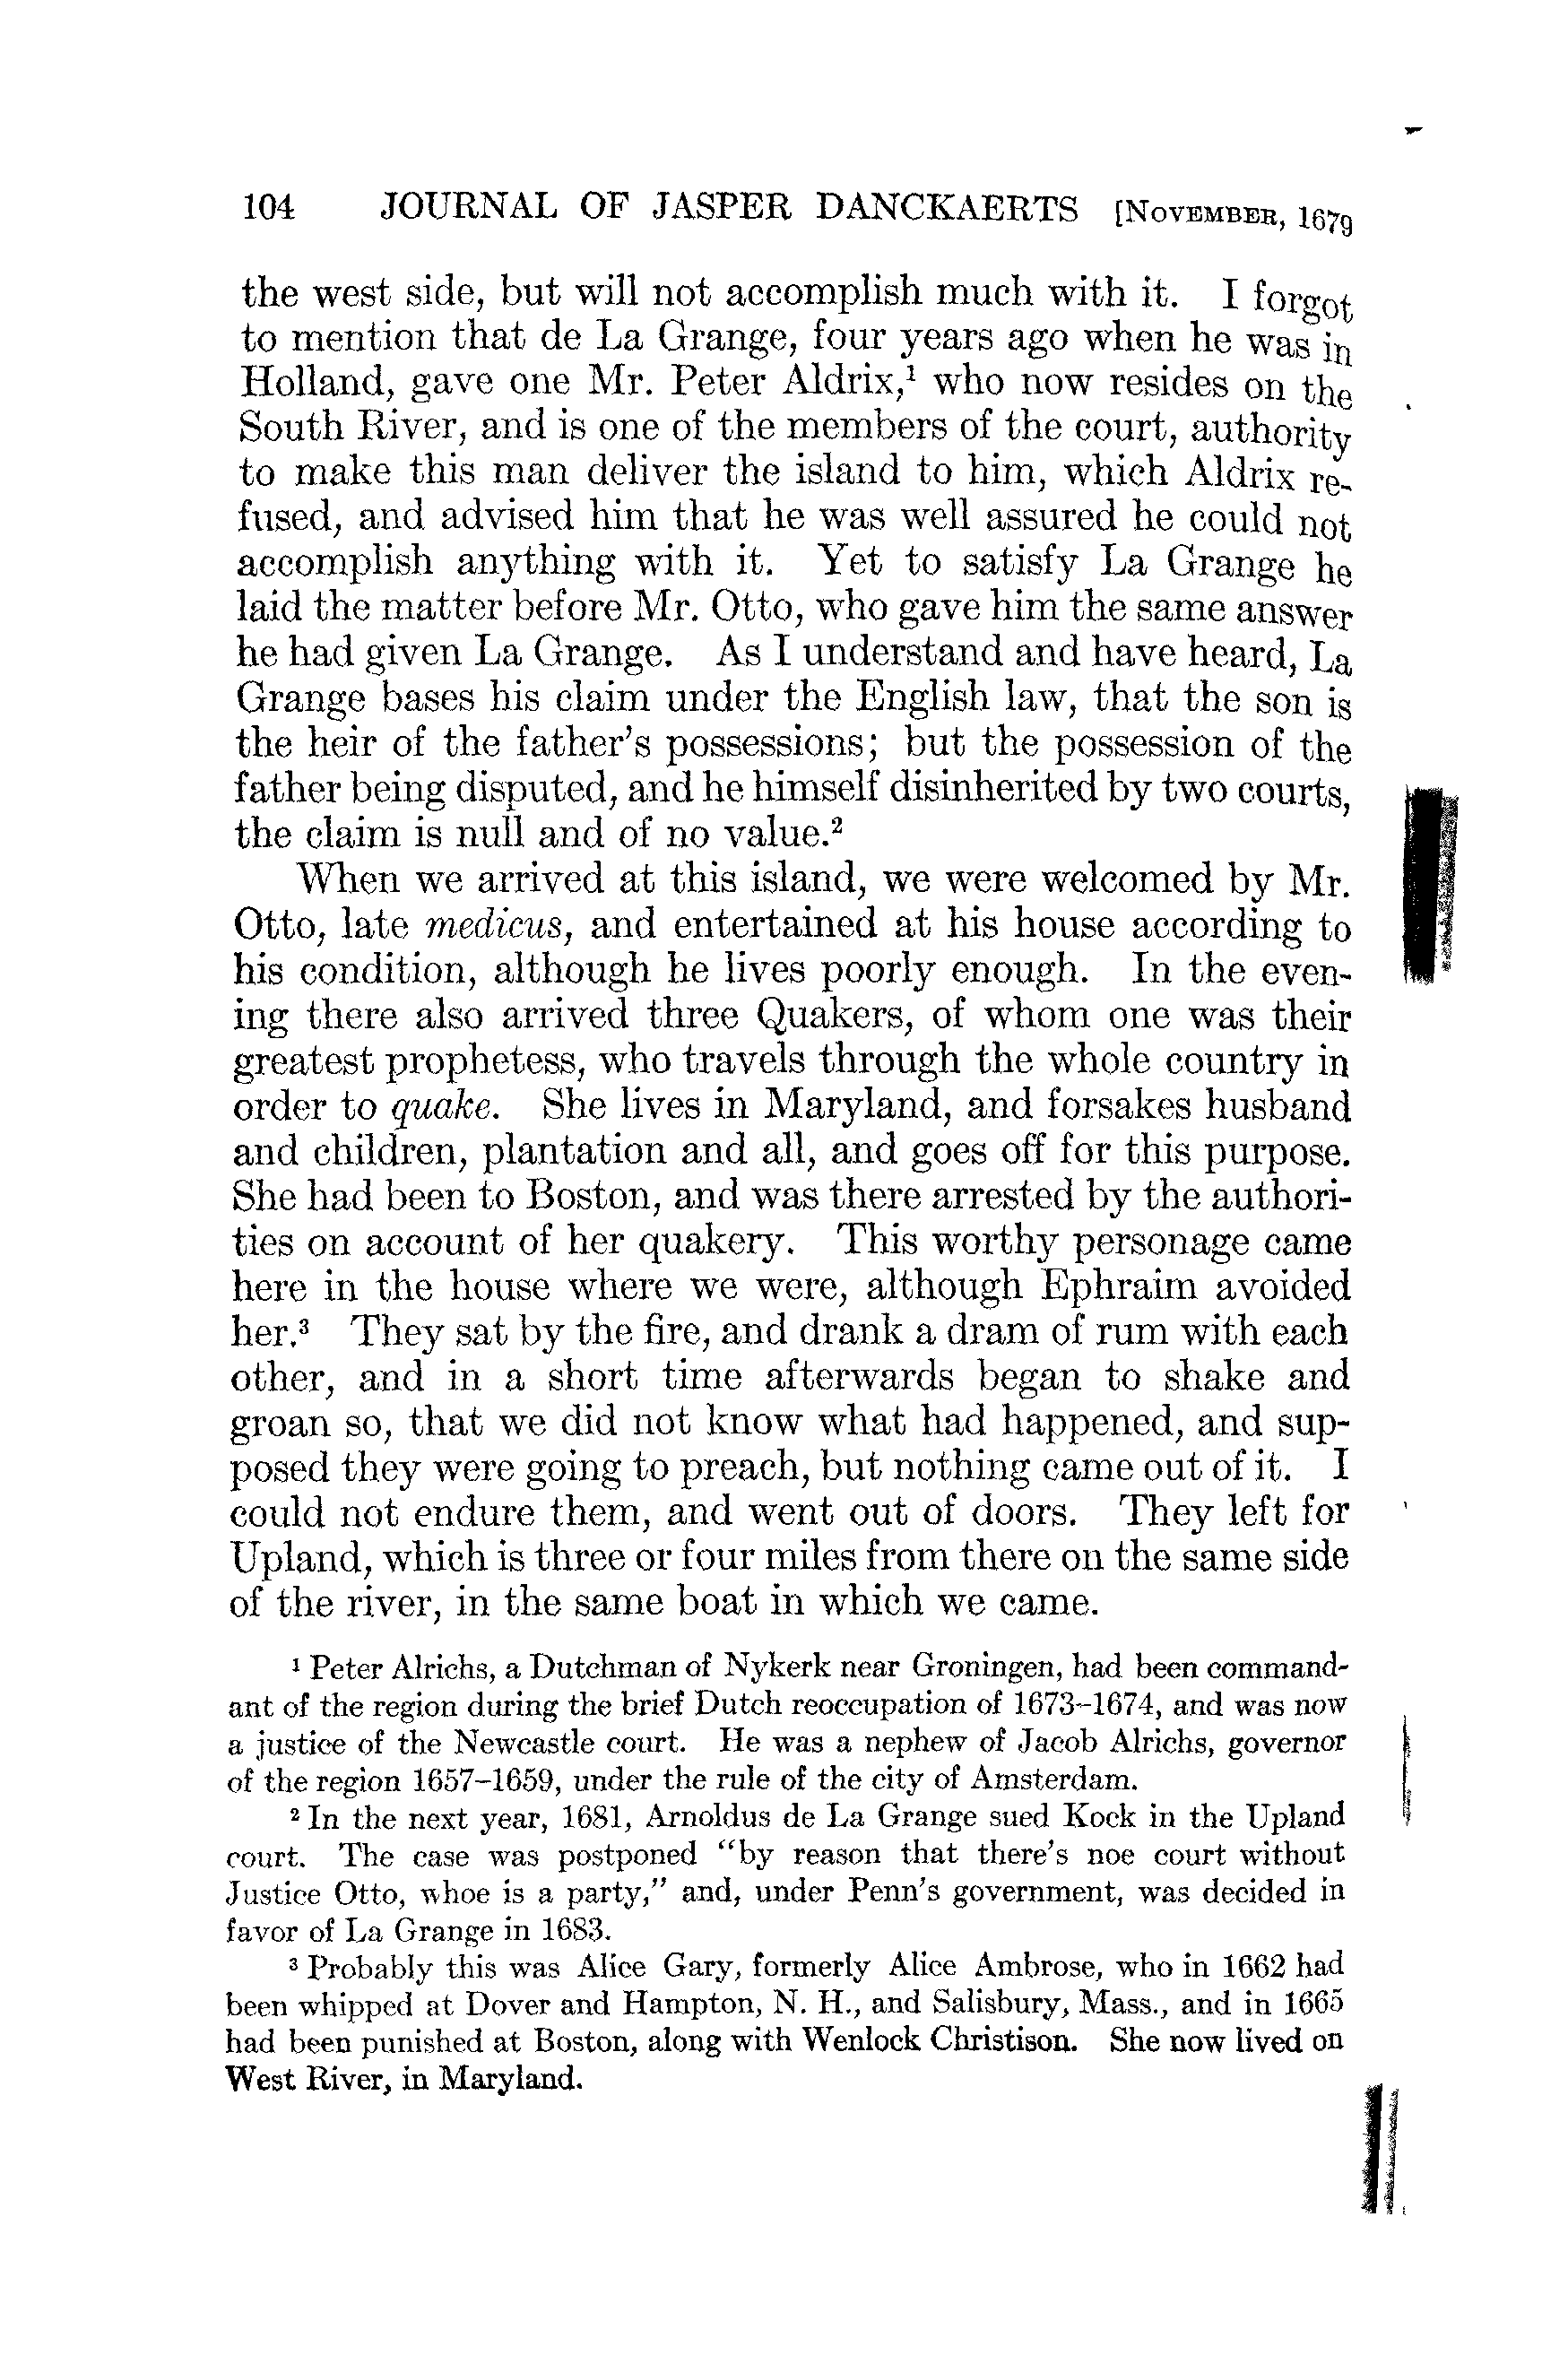 104 JOURNAL OF JASPER DANCKAERTS [NOVEMBER, 1679
the west side, but will not accomplish much with it. I forgot
to mention that de La Grange, four years ago when he was in
Holland, gave one Mr. Peter Aldrix,¹ who now resides on the
South River, and is one of the members of the court, authority
to make this man deliver the island to him, which Aldrix re-
fused, and advised him that he was well assured he could not
accomplish anything with it. Yet to satisfy La Grange he
laid the matter before Mr. Otto, who gave him the same answer
he had given La Grange. As I understand and have heard, La
Grange bases his claim under the English law, that the son is
the heir of the father's possessions; but the possession of the
father being disputed, and he himself disinherited by two courts,
the claim is null and of no value.²
When we arrived at this island, we were welcomed by Mr.
Otto, late medicus, and entertained at his house according to
his condition, although he lives poorly enough. In the even-
ing there also arrived three Quakers, of whom one was their
greatest prophetess, who travels through the whole country in
order to quake. She lives in Maryland, and forsakes husband
and children, plantation and all, and goes off for this purpose.
She had been to Boston, and was there arrested by the authori-
ties on account of her quakery. This worthy personage came
here in the house where we were, although Ephraim avoided
her.³ They sat by the fire, and drank a dram of rum with each
other, and in a short time afterwards began to shake and
groan so, that we did not know what had happened, and sup-
posed they were going to preach, but nothing came out of it. I
could not endure them, and went out of doors. They left for
Upland, which is three or four miles from there on the same side
of the river, in the same boat in which we came.
¹ Peter Alrichs, a Dutchman of Nykerk near Groningen, had been command-
ant of the region during the brief Dutch reoccupation of 1673-1674, and was now
a justice of the Newcastle court. He was a nephew of Jacob Alrichs, governor
of the region 1657-1659, under the rule of the city of Amsterdam.
² In the next year, 1681, Arnoldus de La Grange sued Kock in the Upland
court. The case was postponed "by reason that there's noe court without
Justice Otto, whoe is a party," and, under Penn's government, was decided in
favor of La Grange in 1683.
³ Probably this was Alice Gary, formerly Alice Ambrose, who in 1662 had
been whipped at Dover and Hampton, N. H., and Salisbury, Mass., and in 1665
had been punished at Boston, along with Wenlock Christison. She now lived on
West River, in Maryland.